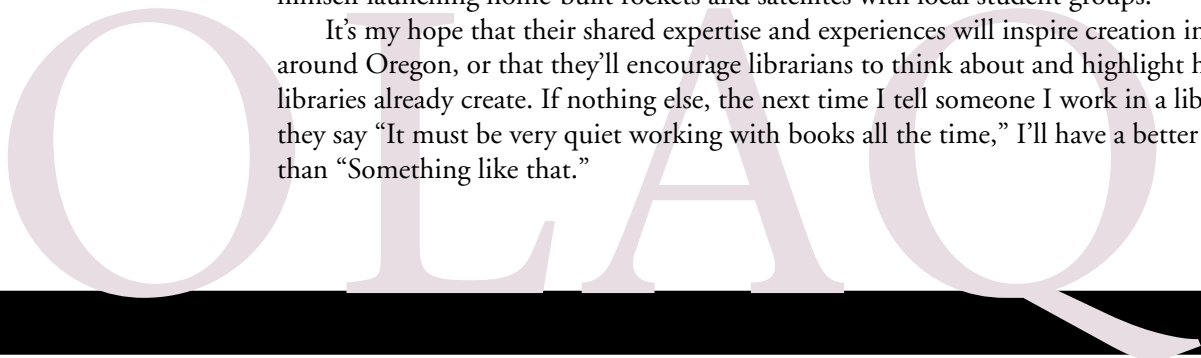 himself launching home-built rockets and satellites with local student groups.
It’s my hope that their shared expertise and experiences will inspire creation in
around Oregon, or that they’ll encourage librarians to think about and highlight
libraries already create. If nothing else, the next time I tell someone I work in a
they say “It must be very quiet working with books all the time,” I’ll have a better
than “Something like that.”
OLAQ